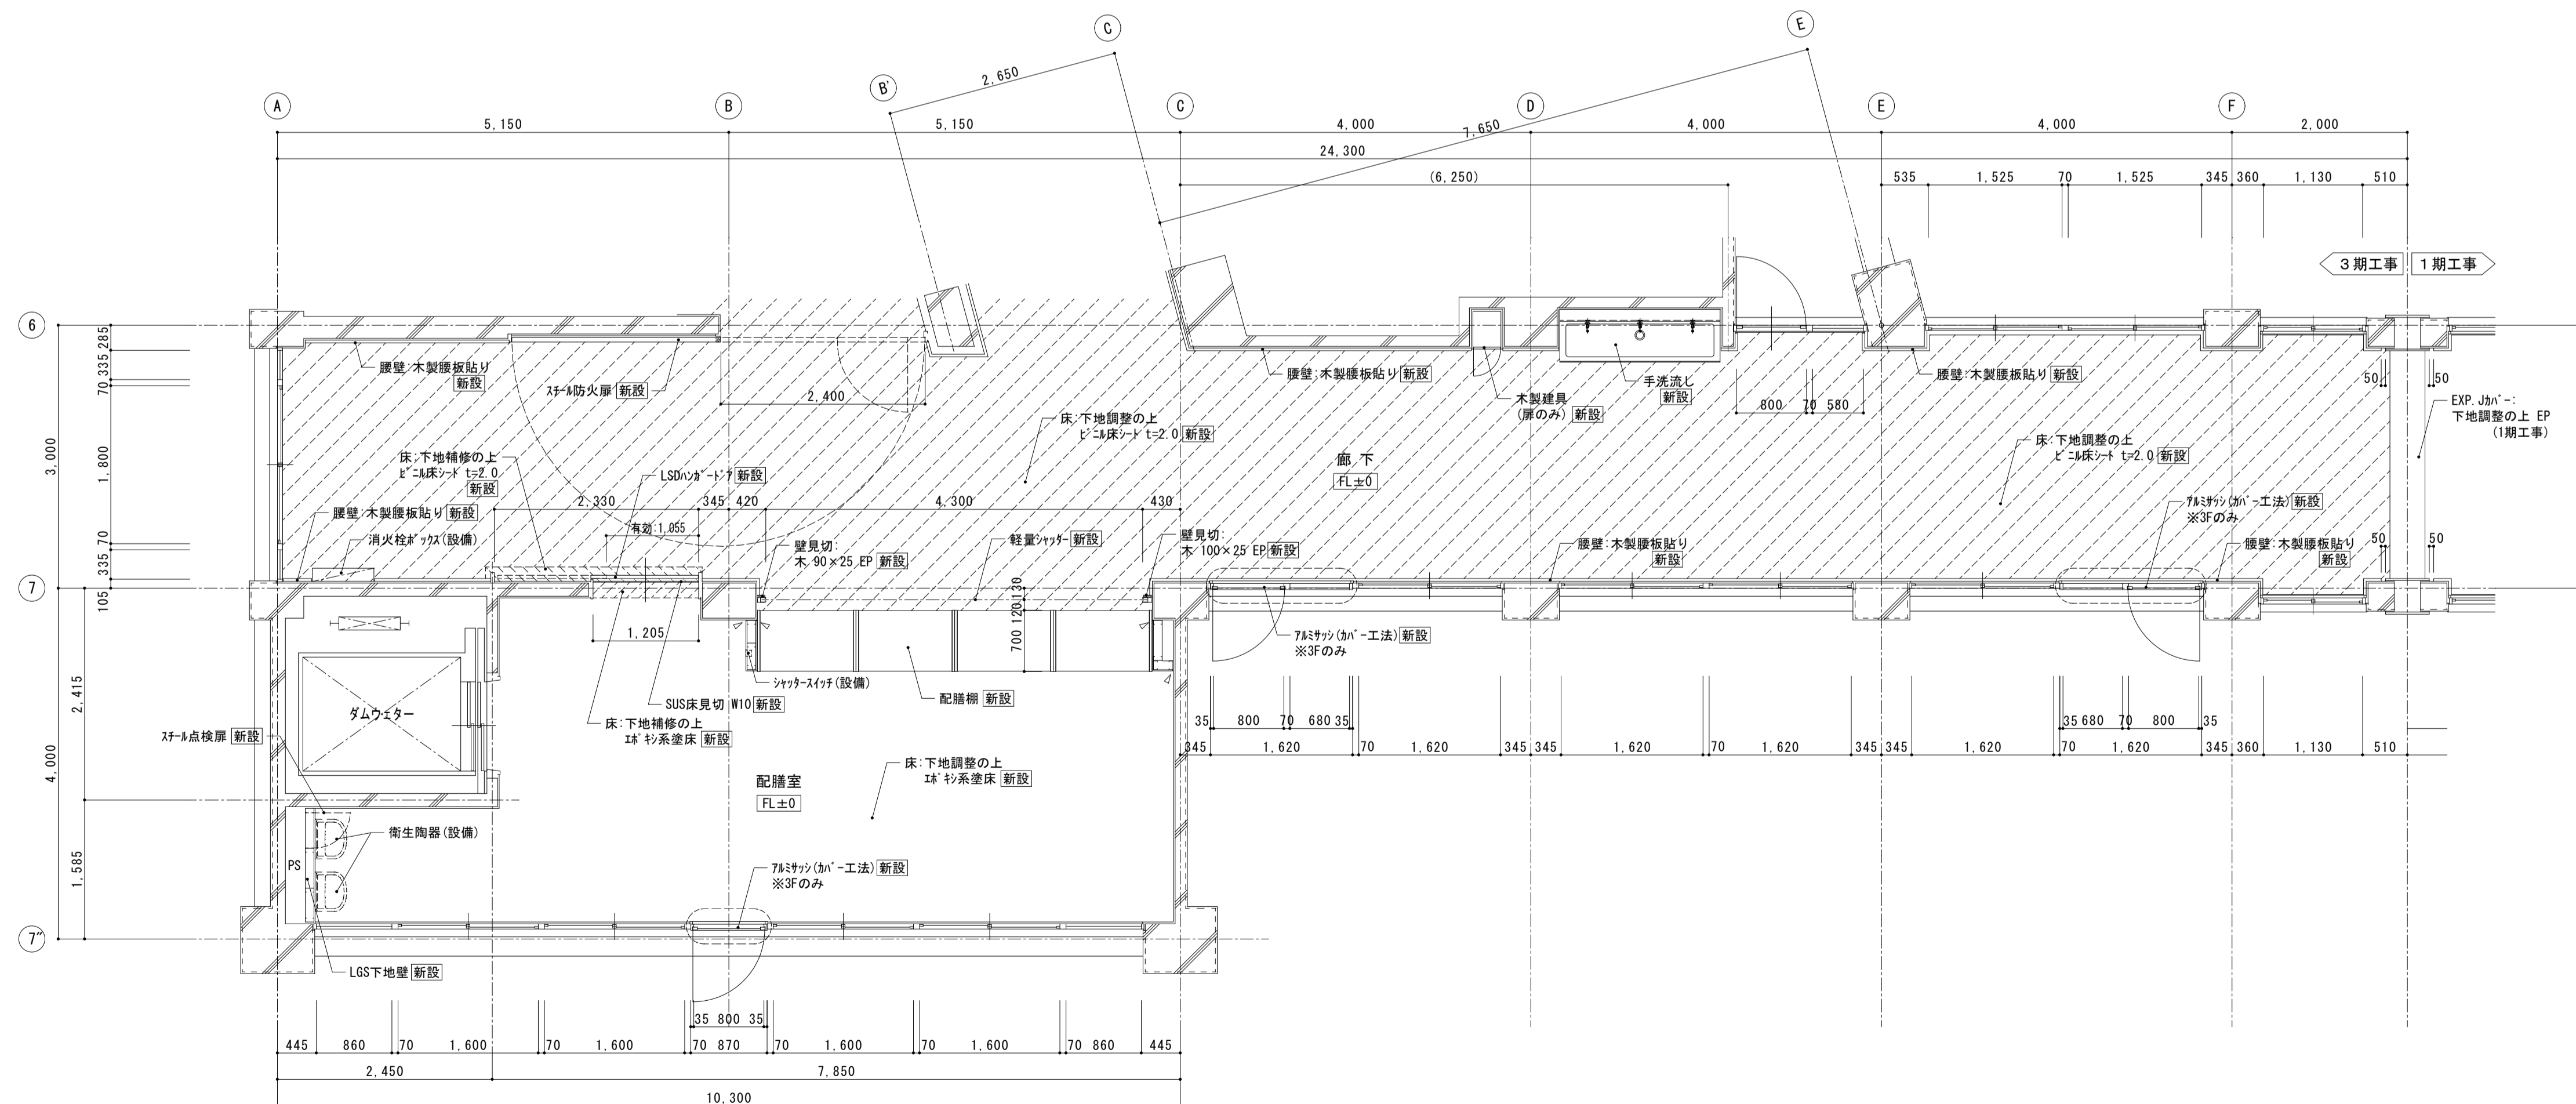 C
E
B'
2,650
A
B
C
D
E
F
5,150
5,150
4,000
7,650
4,000
4,000
2,000
24,300
(6,250)
535
1,525
70
1,525
345
360
1,130
510
3期工事
1期工事
6
285
335
70
3,000
1,800
70
335
105
腰壁:木製腰板貼り
新設
スチール防火扉 新設
2,400
腰壁:木製腰板貼り 新設
木製建具
(扉のみ) 新設
手洗流し
新設
800
70
580
腰壁:木製腰板貼り 新設
50
50
EXP.Jカバー:
下地調整の上 EP
(1期工事)
床:下地調整の上
ビニル床シート t=2.0 新設
床:下地補修の上
ビニル床シート t=2.0
新設
LSDハンガードア 新設
廊 下
FL±0
床:下地調整の上
ビニル床シート t=2.0 新設
2,330
345
420
4,300
430
有効:1,055
腰壁:木製腰板貼り 新設
消火栓ボックス(設備)
壁見切:
木 90×25 EP 新設
軽量シャッター 新設
壁見切:
木 100×25 EP 新設
腰壁:木製腰板貼り
新設
アルミサッシ(カバー工法) 新設
※3Fのみ
腰壁:木製腰板貼り
新設
50
50
7
130
120
700
1,205
アルミサッシ(カバー工法) 新設
※3Fのみ
シャッタースイッチ(設備)
SUS床見切 W10 新設
配膳棚 新設
床:下地補修の上
エポキシ系塗床 新設
ダムウェター
スチール点検扉 新設
2,415
4,000
1,585
35
800
70
680
35
35
680
70
800
35
345
1,620
70
1,620
345
345
1,620
70
1,620
345
345
1,620
70
1,620
345
360
1,130
510
配膳室
FL±0
床:下地調整の上
エポキシ系塗床 新設
衛生陶器(設備)
PS
アルミサッシ(カバー工法) 新設
※3Fのみ
7"
LGS下地壁 新設
35
800
35
445
860
70
1,600
70
1,600
70
870
70
1,600
70
1,600
70
860
445
2,450
7,850
10,300